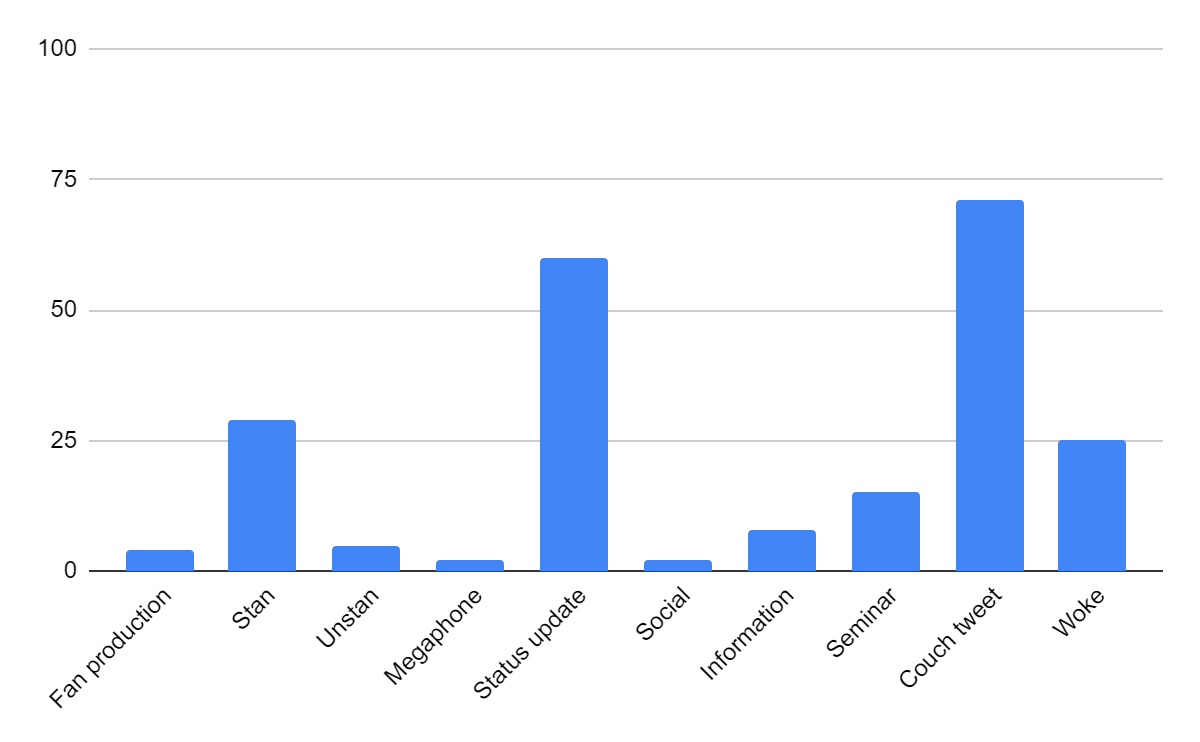 100
75
50
25
0
Fan production
Stan
Unstan
Megaphone
Status update
Social
Information
Seminar
Couch tweet
Woke